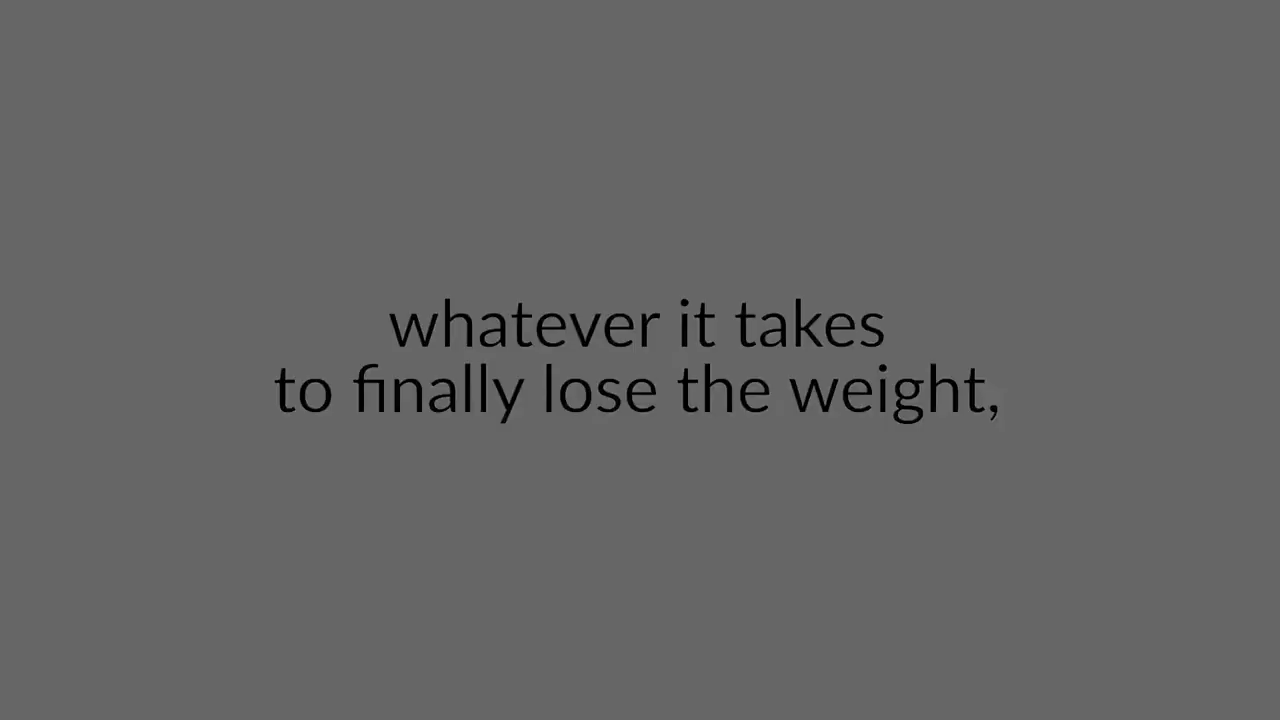 whatever it takes
to finally lose the weight,